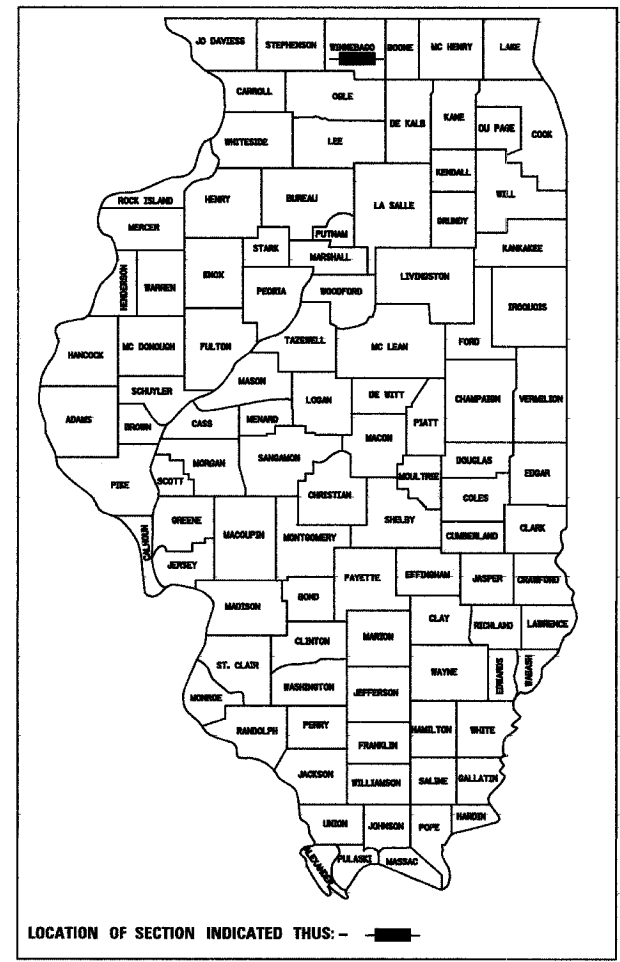 JO DAVIESS
STEPHENSON
WINNEBAGO
BOONE
MC HENRY
LAKE
CARROLL
OGLE
DE KALB
KANE
DU PAGE
COOK
WHITESIDE
LEE
KENDALL
WILL
ROCK ISLAND
HENRY
BUREAU
LA SALLE
GRUNDY
MERCER
PUTNAM
STARK
MARSHALL
KANKAKEE
HENDERSON
WARREN
KNOX
PEORIA
WOODFORD
LIVINGSTON
IROQUOIS
HANCOCK
MC DONOUGH
FULTON
TAZEWELL
MC LEAN
FORD
SCHUYLER
MASON
LOGAN
DE WITT
CHAMPAIGN
VERMILION
ADAMS
BROWN
CASS
MENARD
PIATT
MACON
PIKE
SCOTT
MORGAN
SANGAMON
MOULTRIE
DOUGLAS
EDGAR
CHRISTIAN
COLES
CALHOUN
GREENE
MACOUPIN
MONTGOMERY
SHELBY
CUMBERLAND
CLARK
JERSEY
FAYETTE
EFFINGHAM
JASPER
CRAWFORD
MADISON
BOND
CLAY
RICHLAND
LAWRENCE
CLINTON
MARION
ST. CLAIR
WAYNE
EDWARDS
WABASH
MONROE
WASHINGTON
JEFFERSON
RANDOLPH
PERRY
HAMILTON
WHITE
FRANKLIN
JACKSON
WILLIAMSON
SALINE
GALLATIN
UNION
JOHNSON
POPE
HARDIN
ALEXANDER
PULASKI
MASSAC
LOCATION OF SECTION INDICATED THUS: -